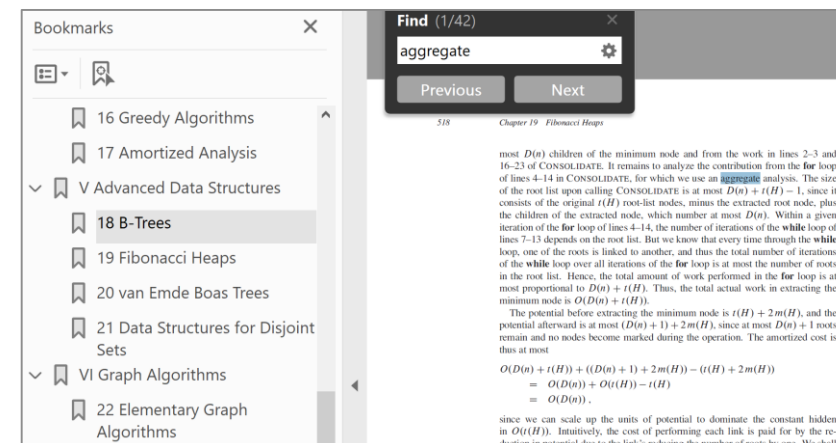 Bookmarks
16 Greedy Algorithms
17 Amortized Analysis
V Advanced Data Structures
18 B-Trees
19 Fibonacci Heaps
20 van Emde Boas Trees
21 Data Structures for Disjoint
Sets
VI Graph Algorithms
22 Elementary Graph
Algorithms
Find (1/42)
aggregate
Previous Next
518 Chapter 19 Fibonacci Heaps
most D(n) children of the minimum node and from the work in lines 2–3 and
16–23 of CONSOLIDATE. It remains to analyze the contribution from the for loop
of lines 4–14 in CONSOLIDATE, for which we use an aggregate analysis. The size
of the root list upon calling CONSOLIDATE is at most D(n) + t(H) − 1, since it
consists of the original t(H) root-list nodes, minus the extracted root node, plus
the children of the extracted node, which number at most D(n). Within a given
iteration of the for loop of lines 4–14, the number of iterations of the while loop of
lines 7–13 depends on the root list. But we know that every time through the while
loop, one of the roots is linked to another, and thus the total number of iterations
of the while loop over all iterations of the for loop is at most the number of roots
in the root list. Hence, the total amount of work performed in the for loop is at
most proportional to D(n) + t(H). Thus, the total actual work in extracting the
minimum node is O(D(n) + t(H)).
The potential before extracting the minimum node is t(H) + 2m(H), and the
potential afterward is at most (D(n) + 1) + 2m(H), since at most D(n) + 1 roots
remain and no nodes become marked during the operation. The amortized cost is
thus at most
O(D(n) + t(H)) + ((D(n) + 1) + 2m(H)) − (t(H) + 2m(H))
= O(D(n)) + O(t(H)) − t(H)
= O(D(n)) ,
since we can scale up the units of potential to dominate the constant hidden
in O(t(H)). Intuitively, the cost of performing each link is paid for by the re-